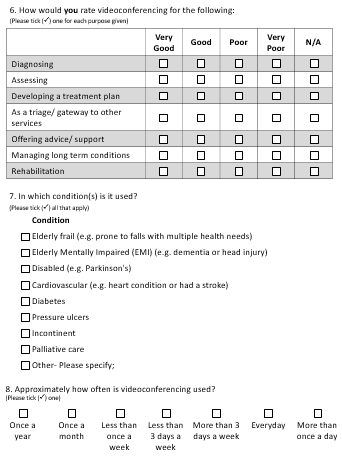 6. How would you rate videoconferencing for the following:
(Please tick (✓) one for each purpose given)
Very Good Good Poor Very Poor N/A
Diagnosing
Assessing
Developing a treatment plan
As a triage/ gateway to other
services
Offering advice/ support
Managing long term conditions
Rehabilitation
7. In which condition(s) is it used?
(Please tick (✓) all that apply)
Condition
Elderly frail (e.g. prone to falls with multiple health needs)
Elderly Mentally Impaired (EMI) (e.g. dementia or head injury)
Disabled (e.g. Parkinson's)
Cardiovascular (e.g. heart condition or had a stroke)
Diabetes
Pressure ulcers
Incontinent
Palliative care
Other- Please specify;
8. Approximately how often is videoconferencing used?
(Please tick (✓) one)
Once a year Once a month Less than once a week Less than 3 days a week More than 3 days a week Everyday More than once a day